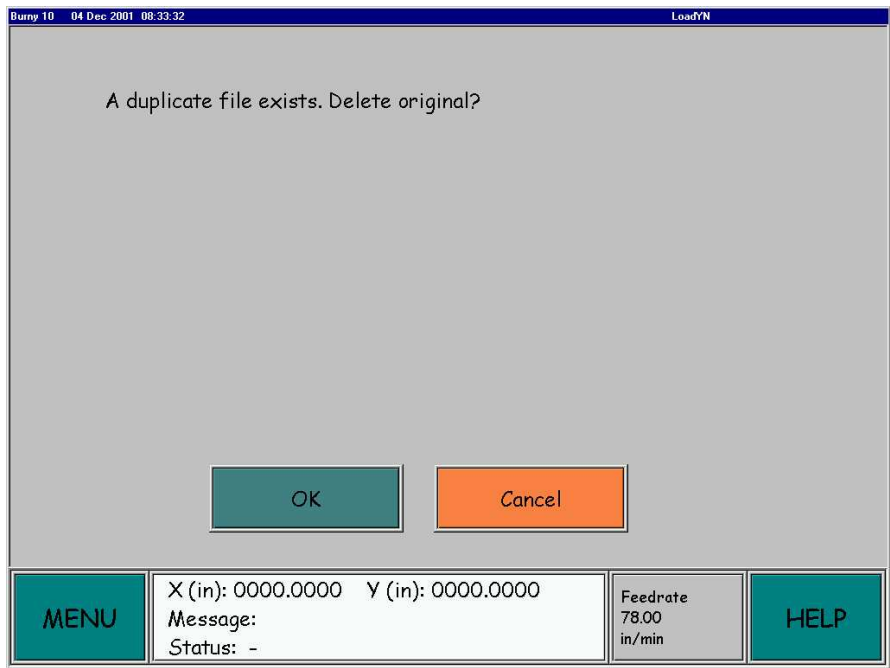 Burny 10 04 Dec 2001 08:33:32 LoadYN
A duplicate file exists. Delete original?
OK Cancel
MENU
X (in): 0000.0000 Y (in): 0000.0000
Message:
Status: -
Feedrate
78.00
in/min
HELP